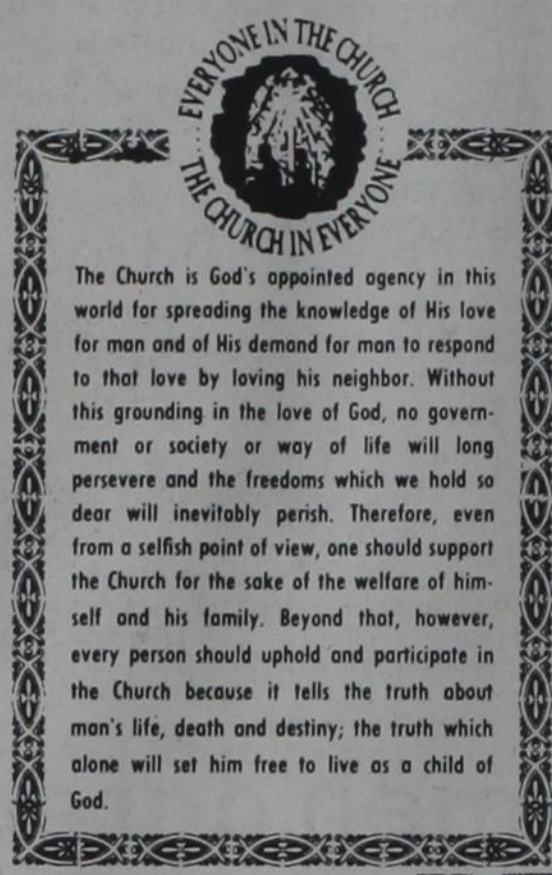 EVERYONE IN THE CHURCH
THE CHURCH IN EVERYONE
The Church is God's appointed agency in this
world for spreading the knowledge of His love
for man and of His demand for man to respond
to that love by loving his neighbor. Without
this grounding in the love of God, no govern-
ment or society or way of life will long
persevere and the freedoms which we hold so
dear will inevitably perish. Therefore, even
from a selfish point of view, one should support
the Church for the sake of the welfare of him-
self and his family. Beyond that, however,
every person should uphold and participate in
the Church because it tells the truth about
man's life, death and destiny; the truth which
alone will set him free to live as a child of
God.